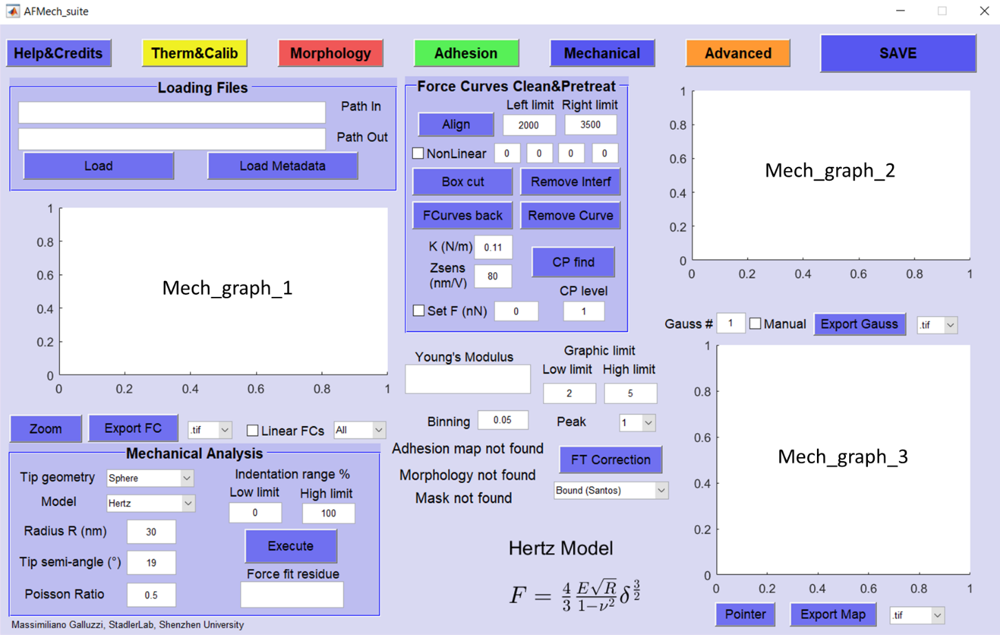 AFMech_suite
Help&Credits
Therm&Calib
Morphology
Adhesion
Mechanical
Advanced
SAVE
Loading Files
Path In
Path Out
Load
Load Metadata
1
0.8
0.6
0.4
0.2
0
Mech_graph_1
0 0.2 0.4 0.6 0.8 1
Zoom
Export FC
.tif
Linear FCs
All
Mechanical Analysis
Tip geometry
Sphere
Model
Hertz
Radius R (nm)
30
Tip semi-angle (°)
19
Poisson Ratio
0.5
Indentation range %
Low limit High limit
0 100
Execute
Force fit residue
Massimiliano Galluzzi, StadlerLab, Shenzhen University
Force Curves Clean&Pretreat
Left limit Right limit
Align
2000 3500
NonLinear
0 0 0 0
Box cut
Remove Interf
FCurves back
Remove Curve
K (N/m)
0.11
Zsens
(nm/V)
80
CP find
CP level
1
Set F (nN)
0
Young's Modulus
Graphic limit
Low limit High limit
2 5
Binning
0.05
Peak
1
Adhesion map not found
Morphology not found
Mask not found
FT Correction
Bound (Santos)
Hertz Model
F = 4/3 E√R/1−ν² δ^3/2
1
0.8
0.6
0.4
0.2
0
Mech_graph_2
0 0.2 0.4 0.6 0.8 1
Gauss #
1
Manual
Export Gauss
.tif
1
0.8
0.6
0.4
0.2
0
Mech_graph_3
0 0.2 0.4 0.6 0.8 1
Pointer
Export Map
.tif